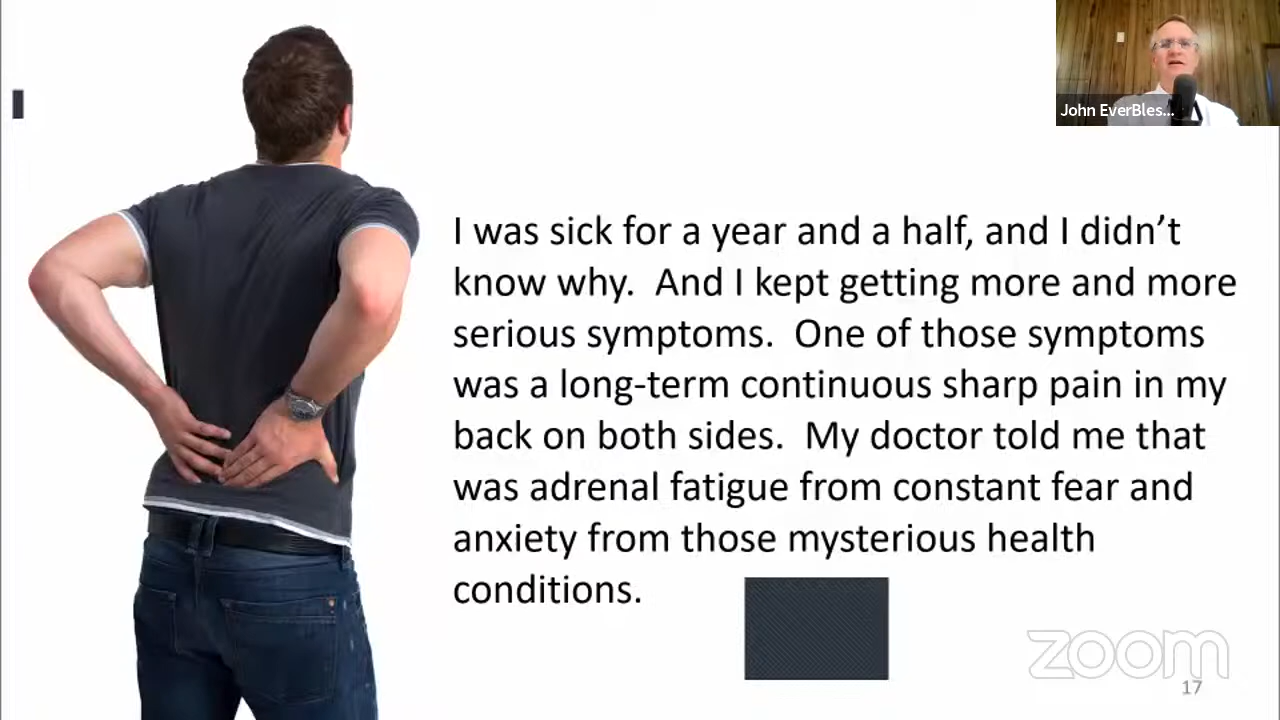 John EverBles...
I was sick for a year and a half, and I didn’t
know why.  And I kept getting more and more
serious symptoms.  One of those symptoms
was a long-term continuous sharp pain in my
back on both sides.  My doctor told me that
was adrenal fatigue from constant fear and
anxiety from those mysterious health
conditions.
zoom
17